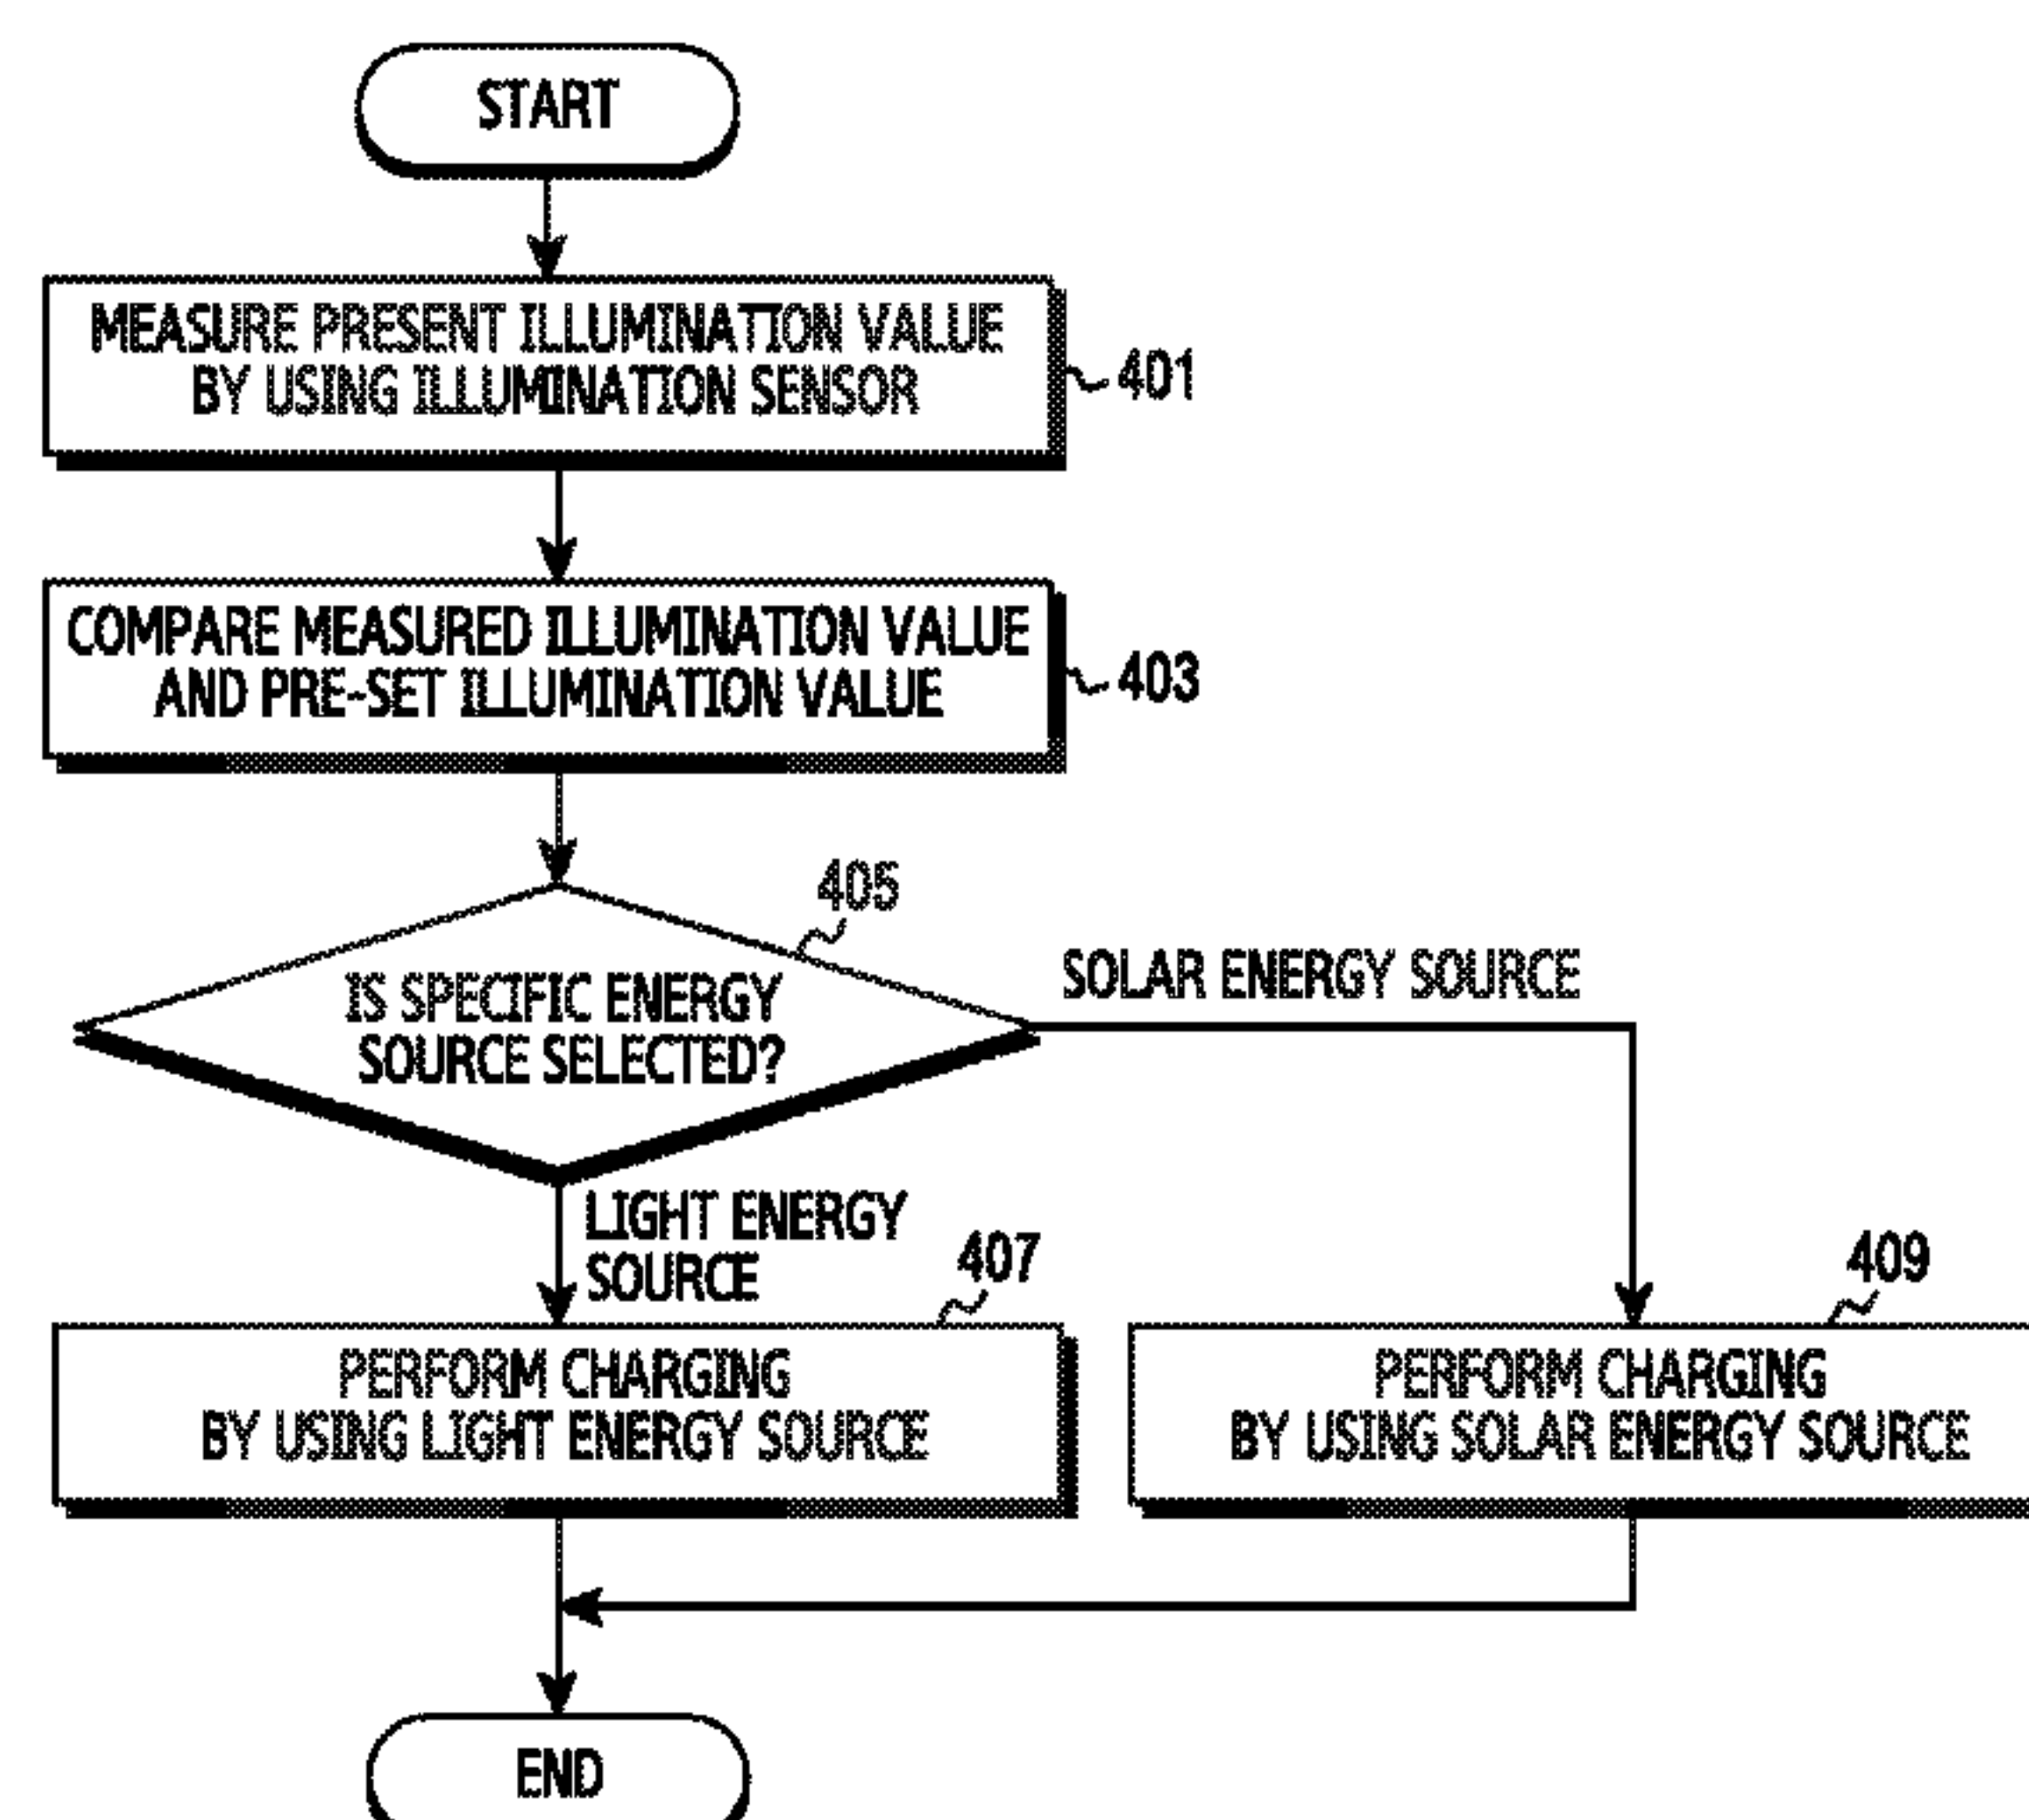 START
MEASURE PRESENT ILLUMINATION VALUE
BY USING ILLUMINATION SENSOR
401
COMPARE MEASURED ILLUMINATION VALUE
AND PRE-SET ILLUMINATION VALUE
403
405
IS SPECIFIC ENERGY
SOURCE SELECTED?
SOLAR ENERGY SOURCE
LIGHT ENERGY
SOURCE
407
PERFORM CHARGING
BY USING LIGHT ENERGY SOURCE
409
PERFORM CHARGING
BY USING SOLAR ENERGY SOURCE
END